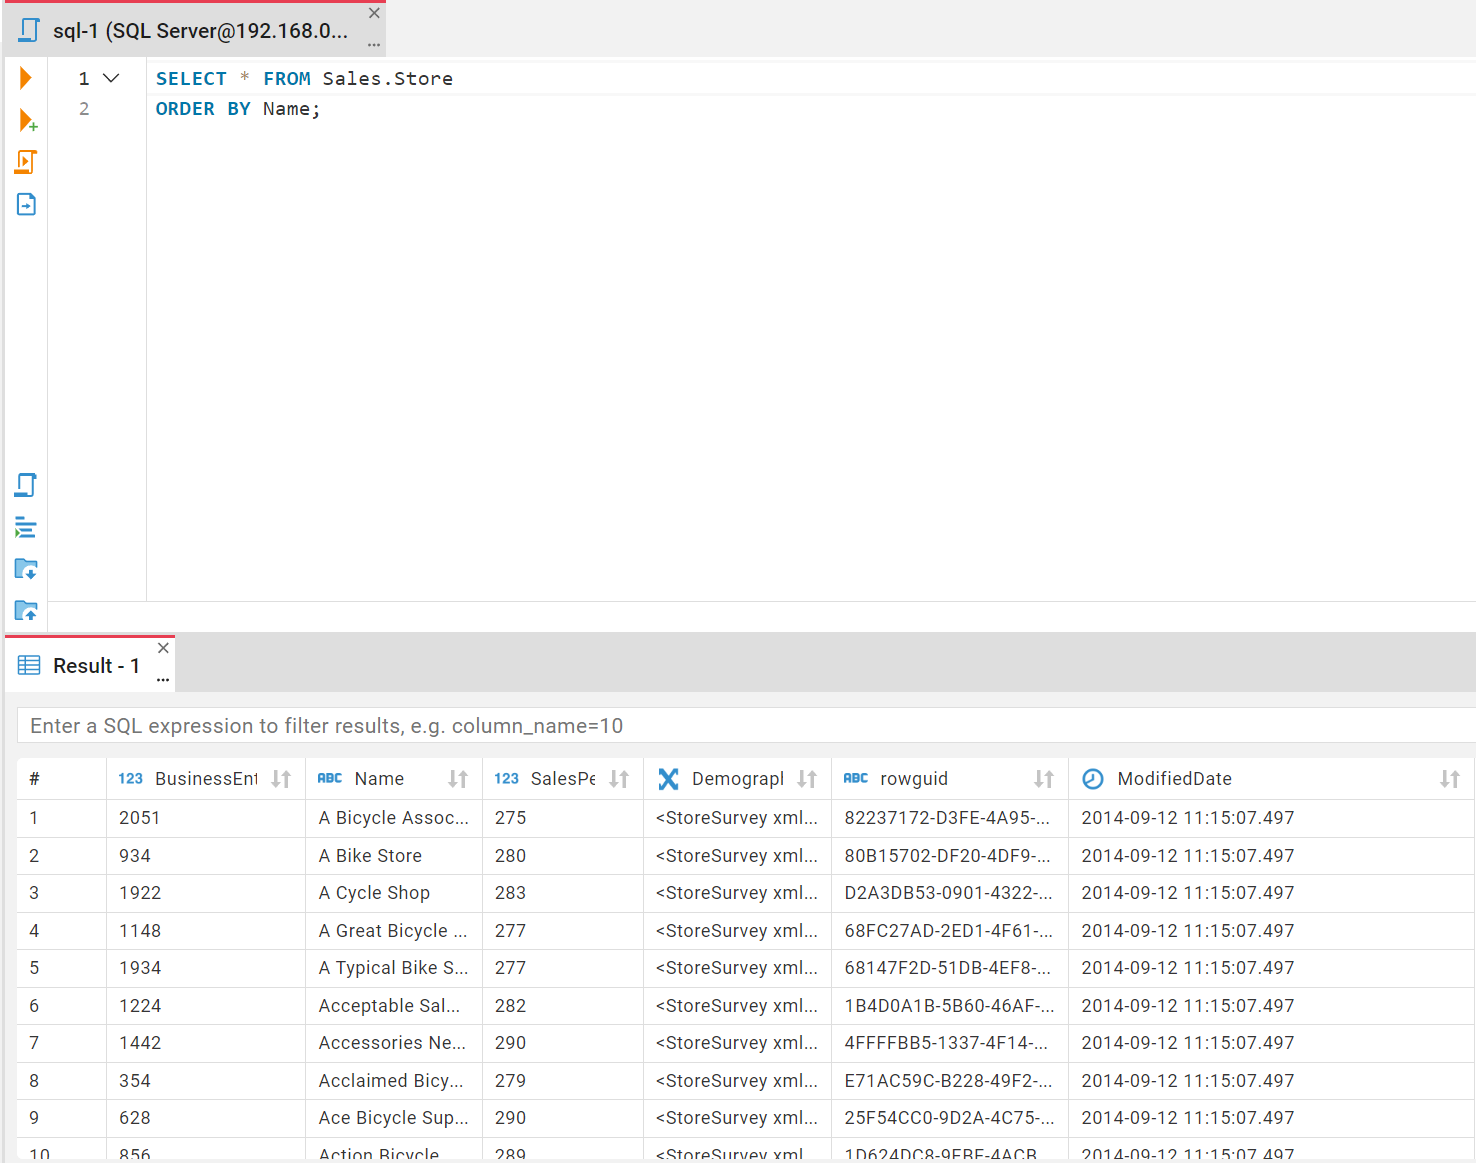 sql-1 (SQL Server@192.168.0...
1 SELECT * FROM Sales.Store
2 ORDER BY Name;
Result - 1
Enter a SQL expression to filter results, e.g. column_name=10
# 123 BusinessEnt ABC Name 123 SalesPe Demograpl ABC rowguid ModifiedDate
1 2051 A Bicycle Assoc... 275 <StoreSurvey xml... 82237172-D3FE-4A95-... 2014-09-12 11:15:07.497
2 934 A Bike Store 280 <StoreSurvey xml... 80B15702-DF20-4DF9-... 2014-09-12 11:15:07.497
3 1922 A Cycle Shop 283 <StoreSurvey xml... D2A3DB53-0901-4322-... 2014-09-12 11:15:07.497
4 1148 A Great Bicycle ... 277 <StoreSurvey xml... 68FC27AD-2ED1-4F61-... 2014-09-12 11:15:07.497
5 1934 A Typical Bike S... 277 <StoreSurvey xml... 68147F2D-51DB-4EF8-... 2014-09-12 11:15:07.497
6 1224 Acceptable Sal... 282 <StoreSurvey xml... 1B4D0A1B-5B60-46AF-... 2014-09-12 11:15:07.497
7 1442 Accessories Ne... 290 <StoreSurvey xml... 4FFFFBB5-1337-4F14-... 2014-09-12 11:15:07.497
8 354 Acclaimed Bicy... 279 <StoreSurvey xml... E71AC59C-B228-49F2-... 2014-09-12 11:15:07.497
9 628 Ace Bicycle Sup... 290 <StoreSurvey xml... 25F54CC0-9D2A-4C75-... 2014-09-12 11:15:07.497
10 856 Action Bicycle 289 <StoreSurvey xml... 2014-09-12 11:15:07.497